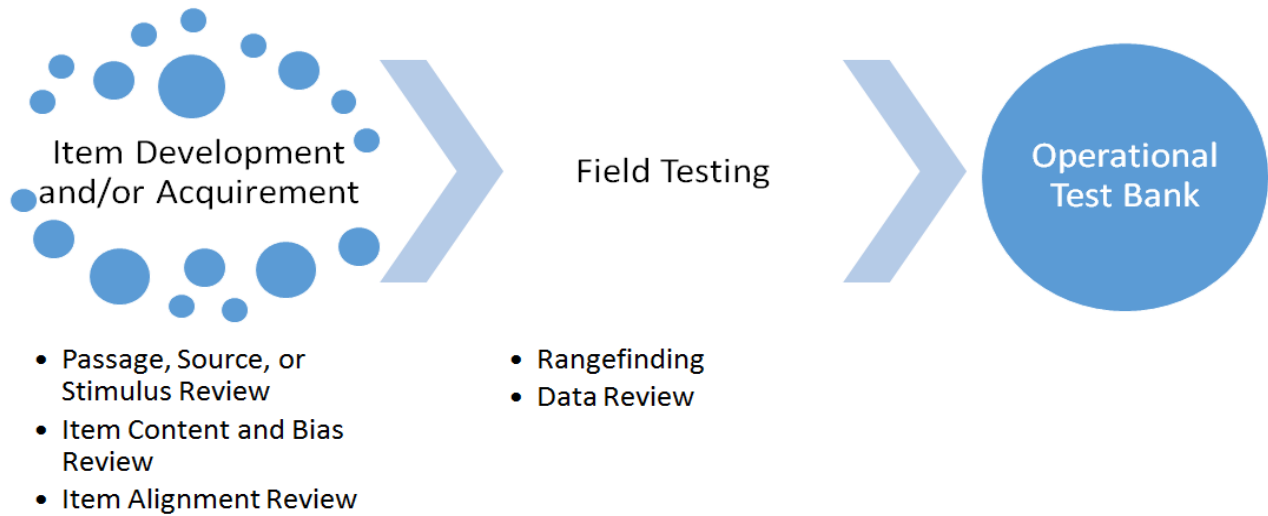 Item Development
and/or Acquirement
Field Testing
Operational
Test Bank
• Passage, Source, or
Stimulus Review
• Item Content and Bias
Review
• Item Alignment Review
• Rangefinding
• Data Review